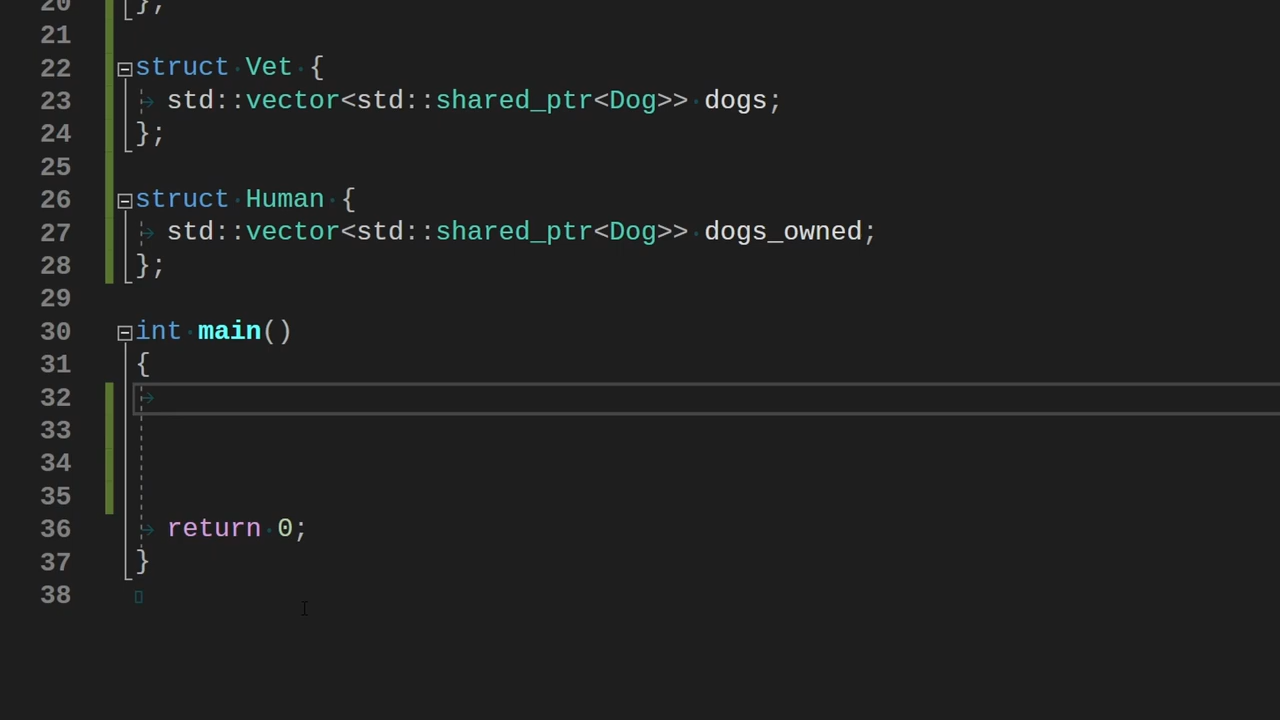 20 };
21
22 struct Vet {
23 std::vector<std::shared_ptr<Dog>> dogs;
24 };
25
26 struct Human {
27 std::vector<std::shared_ptr<Dog>> dogs_owned;
28 };
29
30 int main()
31 {
32
33
34
35
36 return 0;
37 }
38